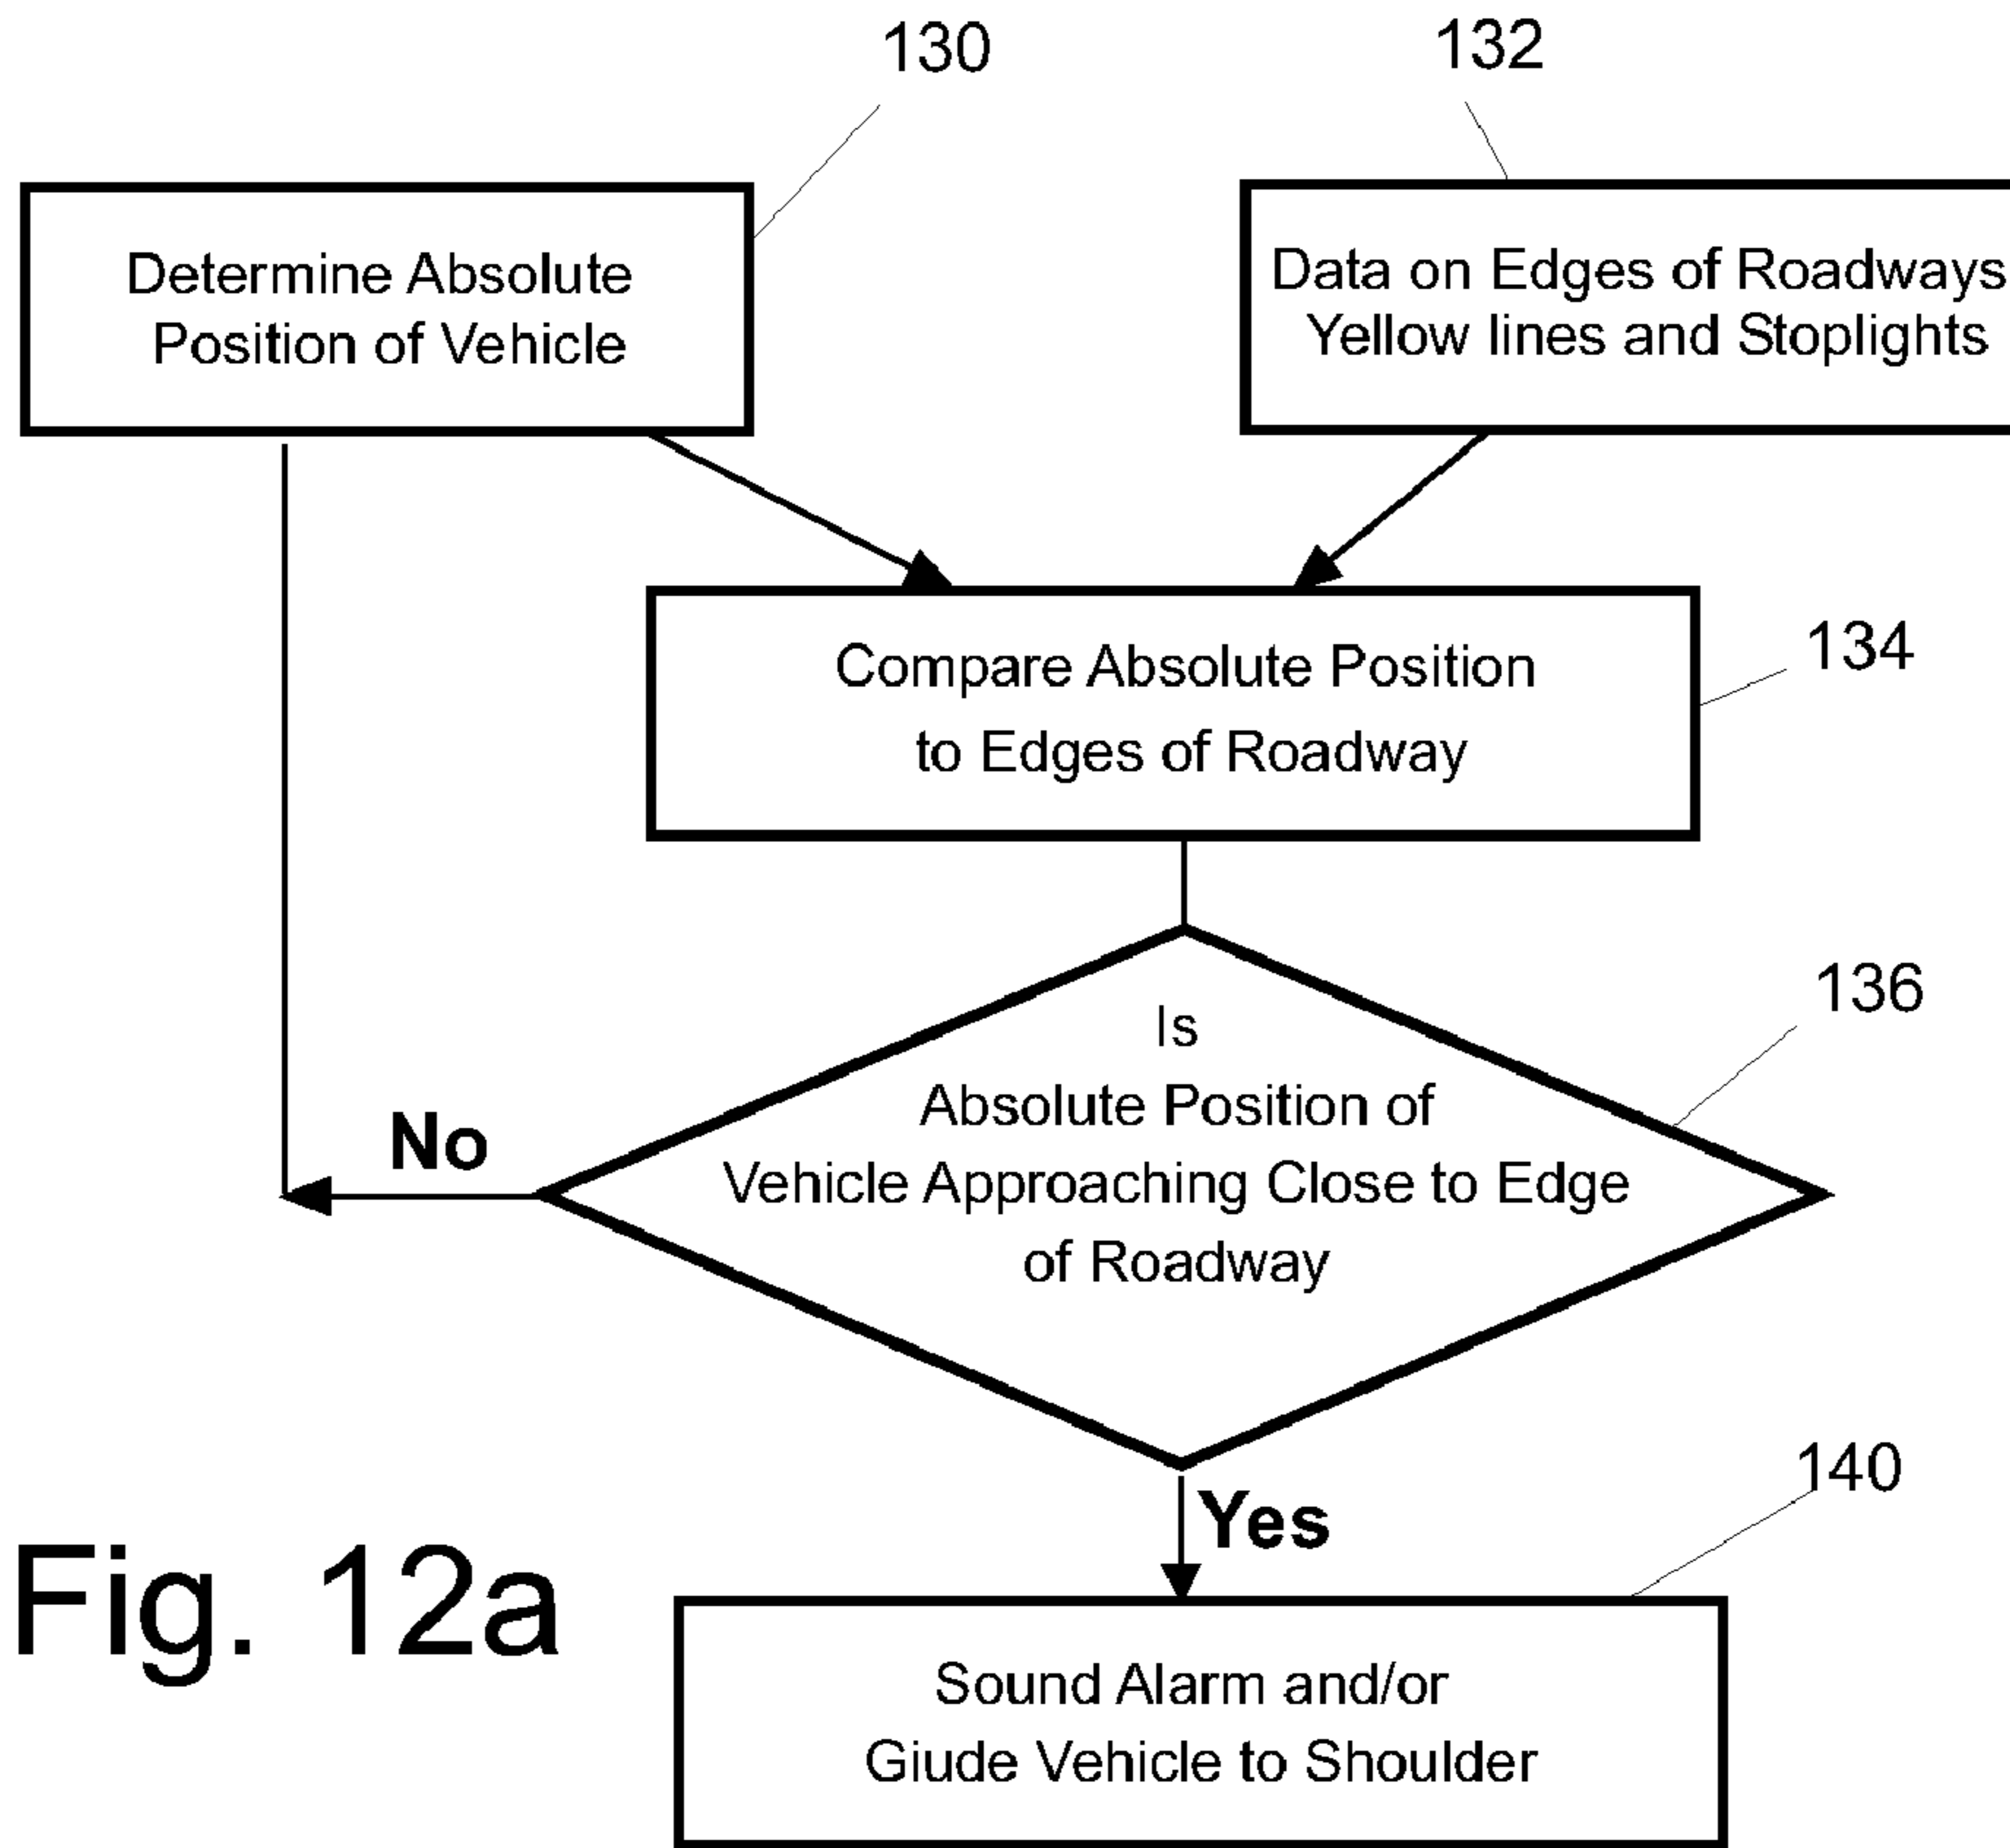 130
132
Determine Absolute
Position of Vehicle
Data on Edges of Roadways
Yellow lines and Stoplights
Compare Absolute Position
to Edges of Roadway
134
136
Is
Absolute Position of
Vehicle Approaching Close to Edge
of Roadway
No
Yes
140
Sound Alarm and/or
Giude Vehicle to Shoulder
Fig. 12a